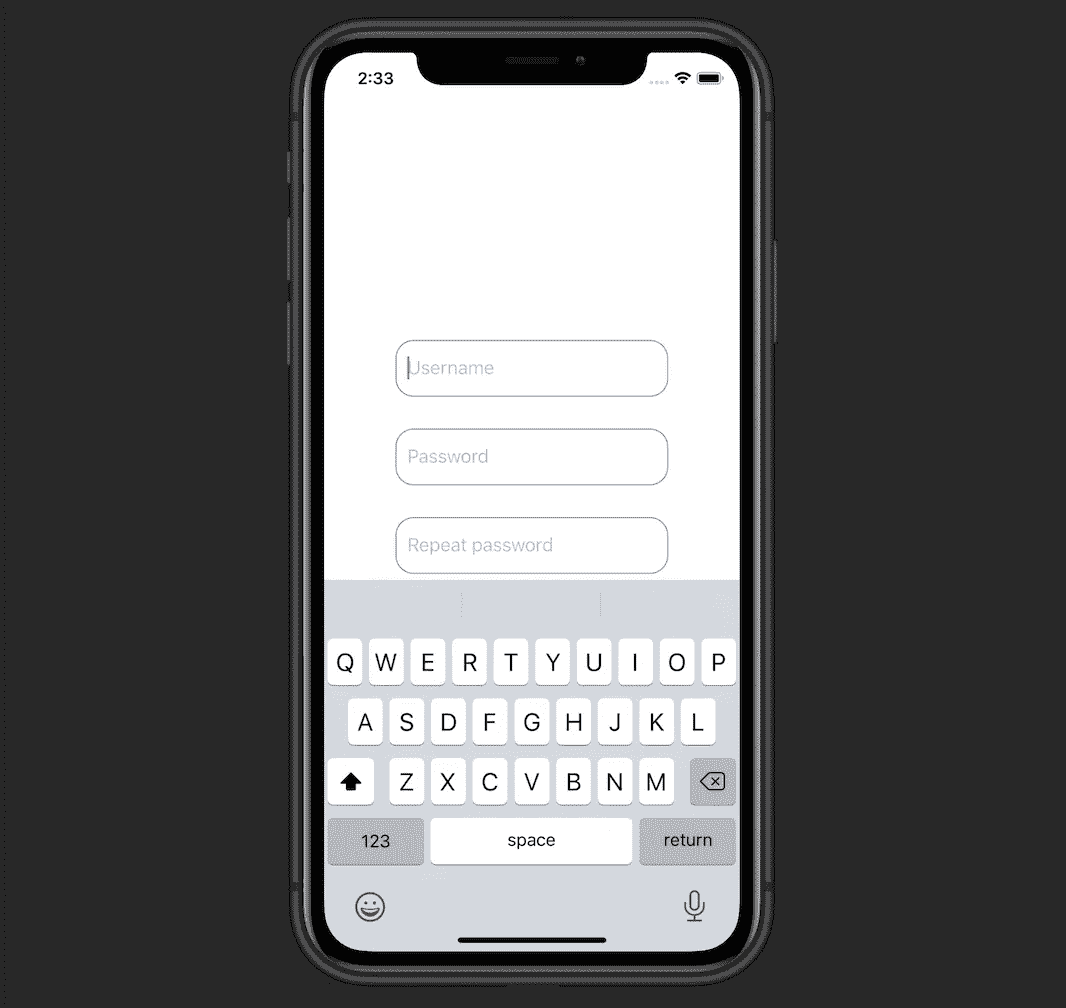 2:33
Username
Password
Repeat password
Q W E R T Y U I O P
A S D F G H J K L
Z X C V B N M
123 space return